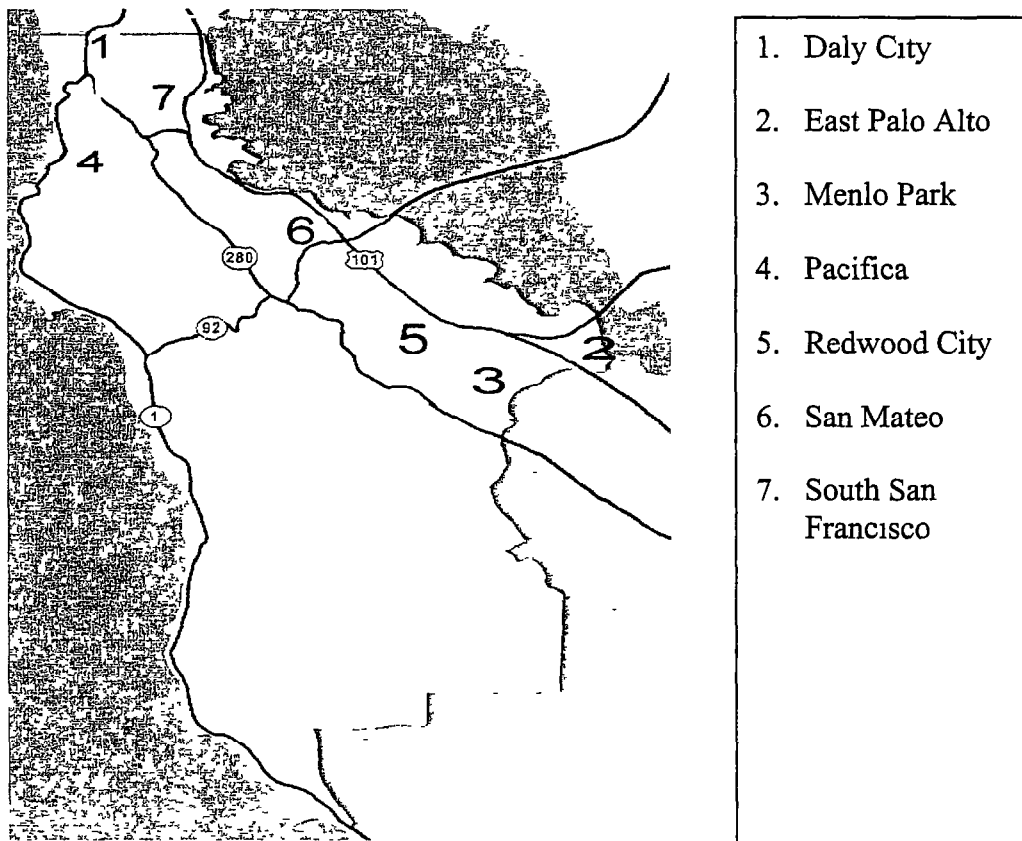 1
7
4
6
280
101
92
5
2
3
1
1. Daly City
2. East Palo Alto
3. Menlo Park
4. Pacifica
5. Redwood City
6. San Mateo
7. South San
Francisco